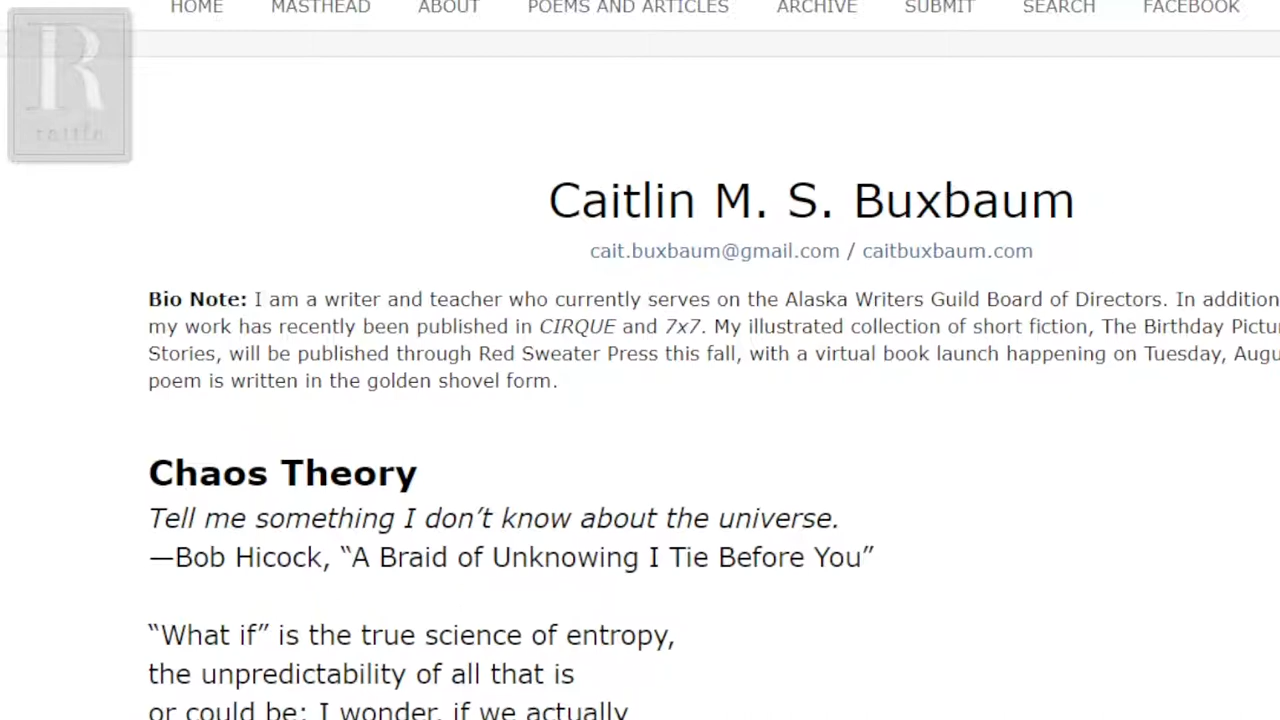 HOME MASTHEAD ABOUT POEMS AND ARTICLES ARCHIVE SUBMIT SEARCH FACEBOOK
R
rattle
Caitlin M. S. Buxbaum
cait.buxbaum@gmail.com / caitbuxbaum.com
Bio Note: I am a writer and teacher who currently serves on the Alaska Writers Guild Board of Directors. In addition
my work has recently been published in CIRQUE and 7x7. My illustrated collection of short fiction, The Birthday Pictu
Stories, will be published through Red Sweater Press this fall, with a virtual book launch happening on Tuesday, Augu
poem is written in the golden shovel form.
Chaos Theory
Tell me something I don’t know about the universe.
—Bob Hicock, “A Braid of Unknowing I Tie Before You”
“What if” is the true science of entropy,
the unpredictability of all that is
or could be; I wonder, if we actually